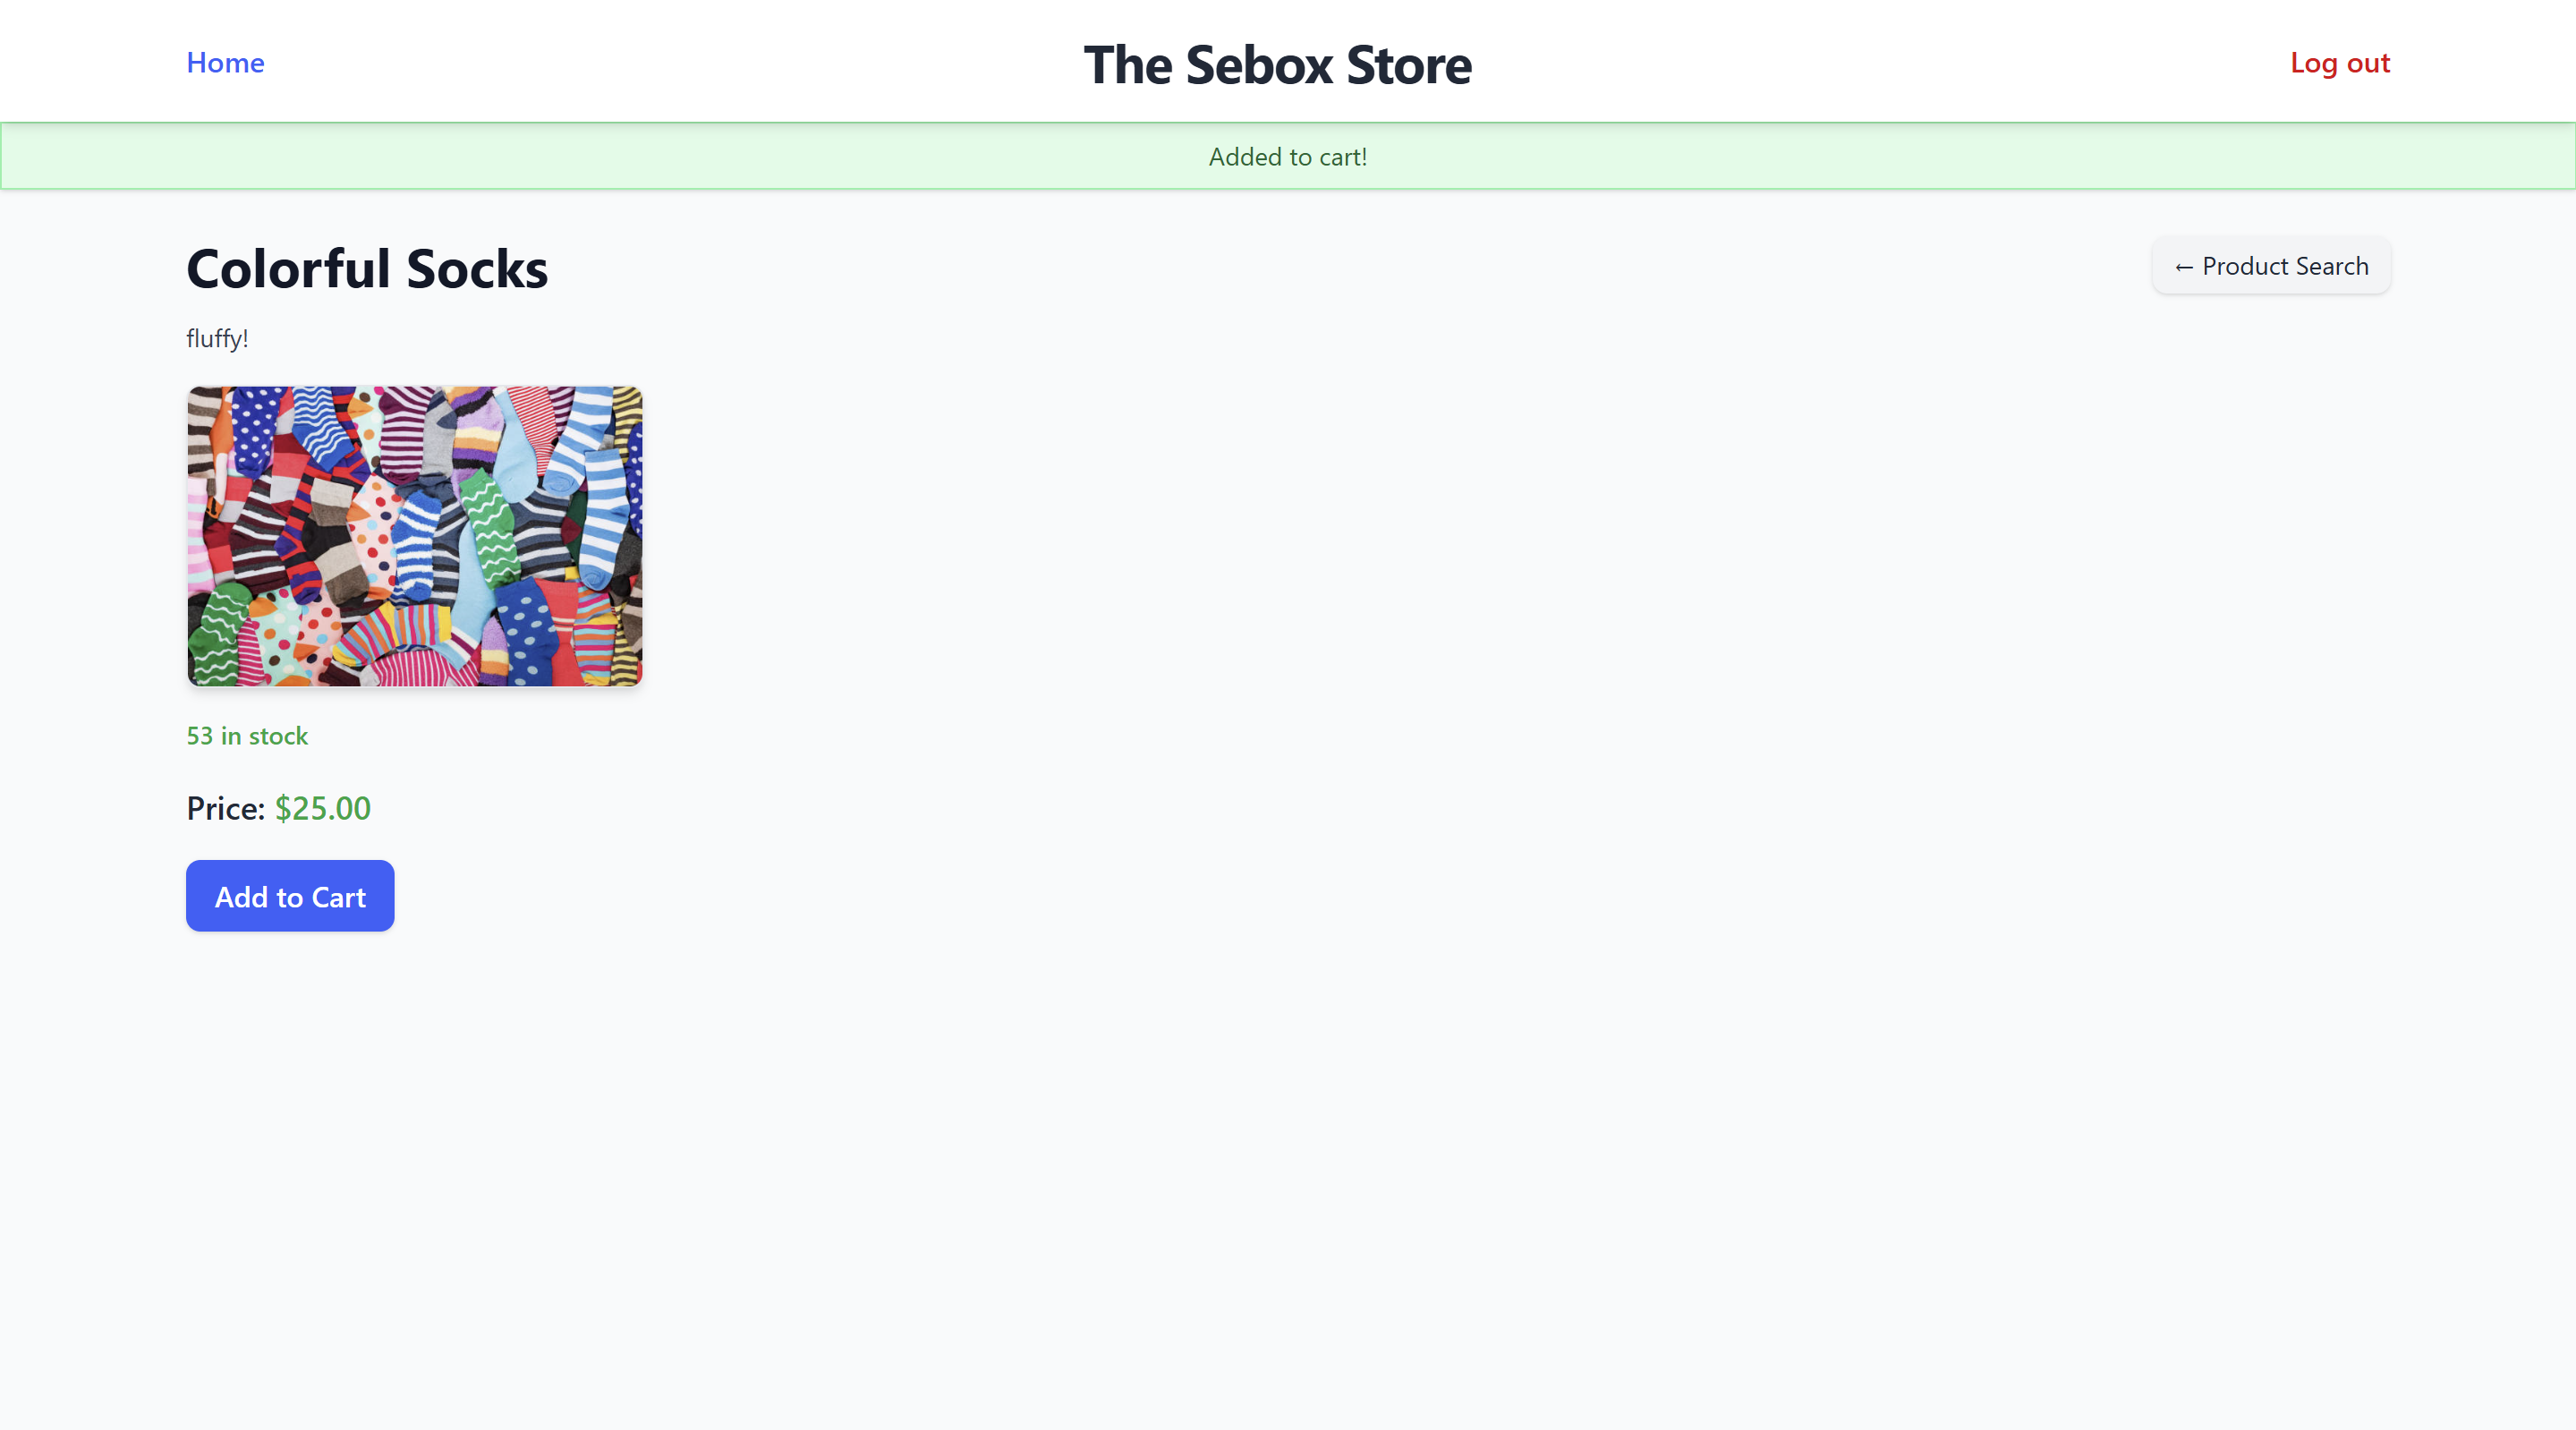 Home
The Sebox Store
Log out
Added to cart!
Colorful Socks
← Product Search
fluffy!
53 in stock
Price: $25.00
Add to Cart